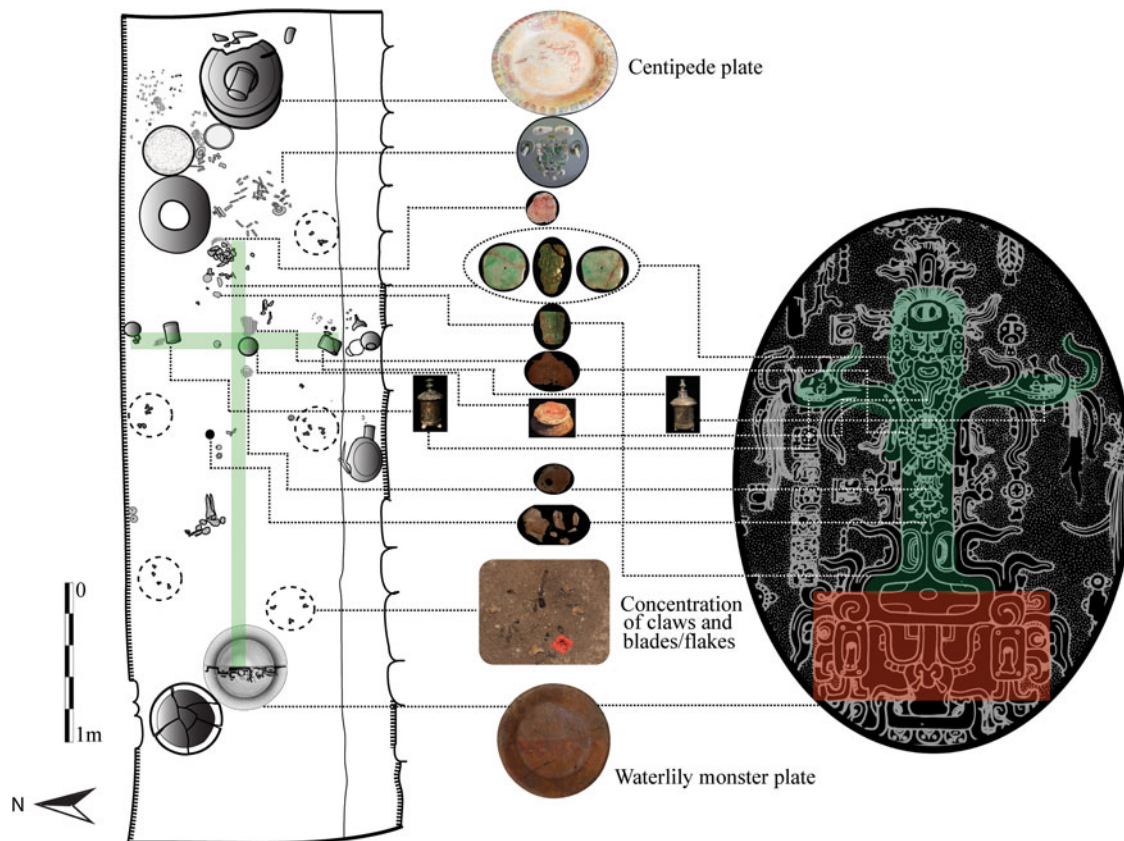 Centipede plate
0
Concentration
of claws and
blades/flakes
1m
Waterlily monster plate
N